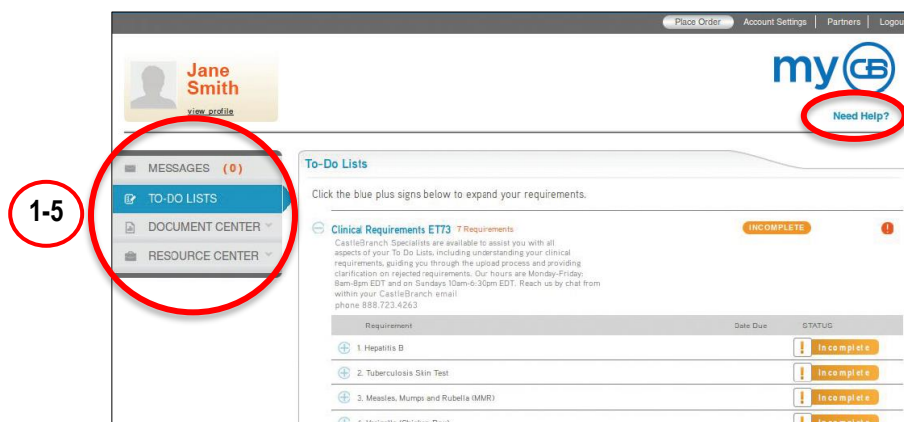 Place Order Account Settings Partners
Jane
Smith
view profile
my CB
Need Help?
1-5
MESSAGES (0)
TO-DO LISTS
DOCUMENT CENTER
RESOURCE CENTER
To-Do Lists
Click the blue plus signs below to expand your requirements.
Clinical Requirements ET73 7 Requirements INCOMPLETE
CastleBranch Specialists are available to assist you with all
aspects of your To Do Lists, including understanding your clinical
requirements, guiding you through the upload process and providing
clarification on rejected requirements. Our hours are Monday-Friday:
8am-8pm EDT and on Sundays 10am-6:30pm EDT. Reach us by chat from
within your CastleBranch email
phone 888.723.4263
Requirement Date Due STATUS
1. Hepatitis B ! Incomplete
2. Tuberculosis Skin Test ! Incomplete
3. Measles, Mumps and Rubella (MMR) ! Incomplete